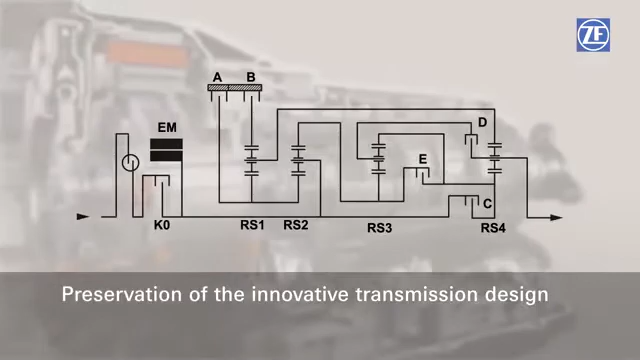 ZF
A B
D
EM
E
C
K0 RS1 RS2 RS3 RS4
Preservation of the innovative transmission design